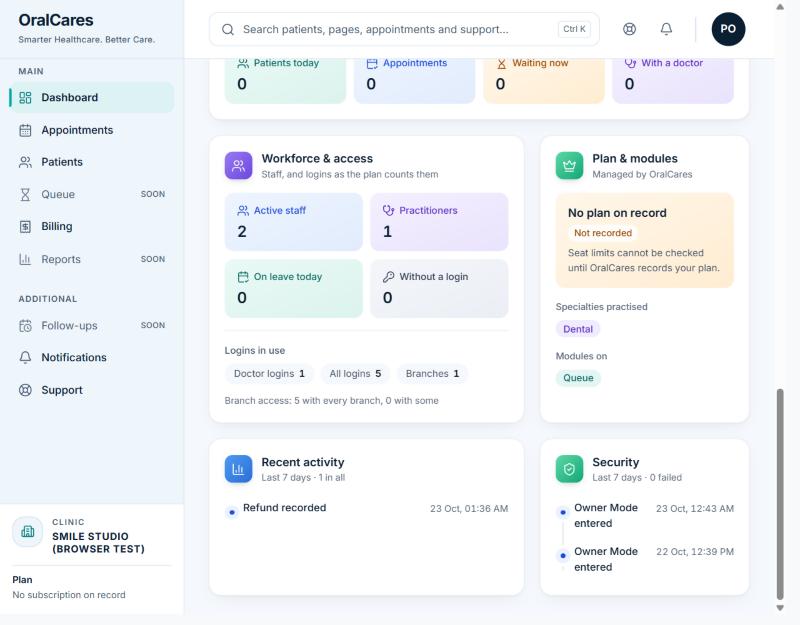 OralCares
Smarter Healthcare. Better Care.
MAIN
Dashboard
Appointments
Patients
Queue SOON
Billing
Reports SOON
ADDITIONAL
Follow-ups SOON
Notifications
Support
CLINIC
SMILE STUDIO
(BROWSER TEST)
Plan
No subscription on record
Search patients, pages, appointments and support... Ctrl K
PO
Patients today
0
Appointments
0
Waiting now
0
With a doctor
0
Workforce & access
Staff, and logins as the plan counts them
Active staff
2
Practitioners
1
On leave today
0
Without a login
0
Logins in use
Doctor logins 1 All logins 5 Branches 1
Branch access: 5 with every branch, 0 with some
Plan & modules
Managed by OralCares
No plan on record
Not recorded
Seat limits cannot be checked
until OralCares records your plan.
Specialties practised
Dental
Modules on
Queue
Recent activity
Last 7 days · 1 in all
Refund recorded 23 Oct, 01:36 AM
Security
Last 7 days · 0 failed
Owner Mode 23 Oct, 12:43 AM
entered
Owner Mode 22 Oct, 12:39 PM
entered